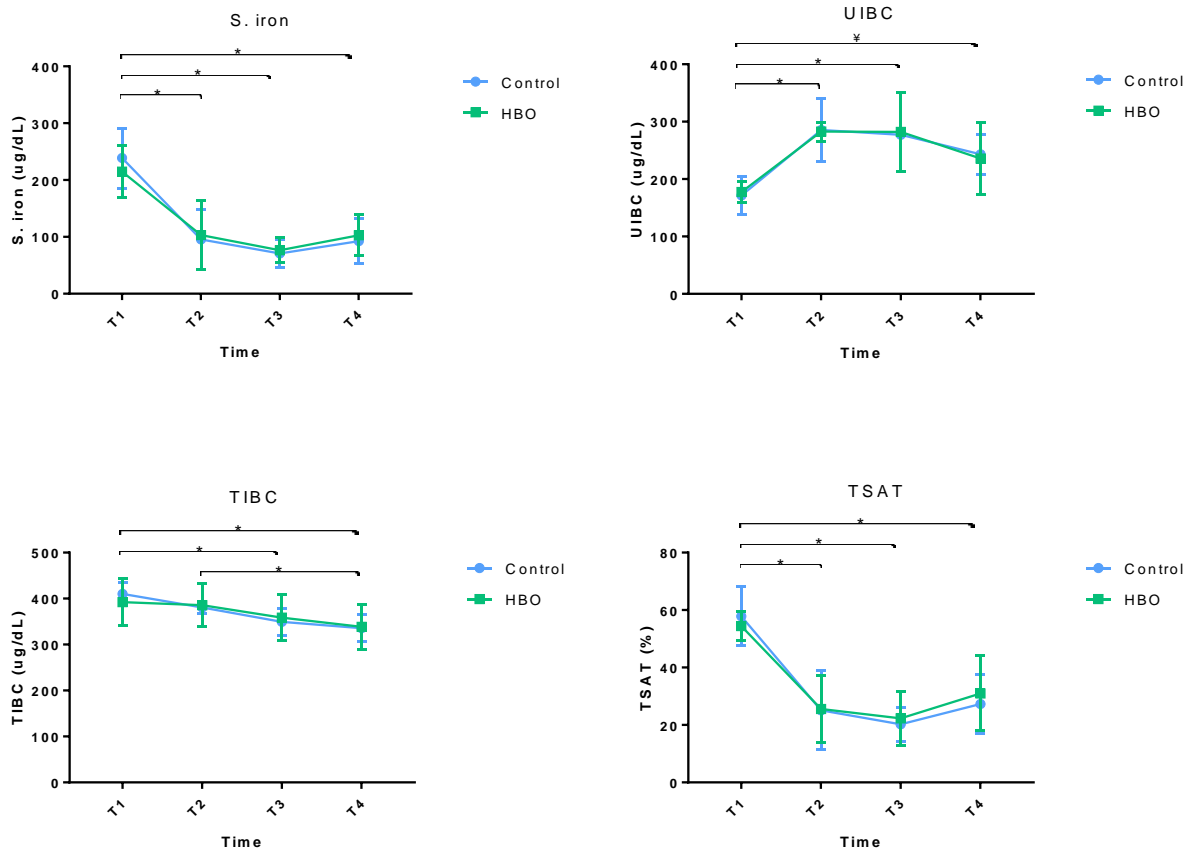 S. iron
*
*
*
S. iron (ug/dL)
400
300
200
100
0
T1
T2
T3
T4
Time
Control
HBO
UIBC
¥
*
*
UIBC (ug/dL)
400
300
200
100
0
T1
T2
T3
T4
Time
Control
HBO
TIBC
*
*
*
TIBC (ug/dL)
500
400
300
200
100
0
T1
T2
T3
T4
Time
Control
HBO
TSAT
*
*
*
TSAT (%)
80
60
40
20
0
T1
T2
T3
T4
Time
Control
HBO